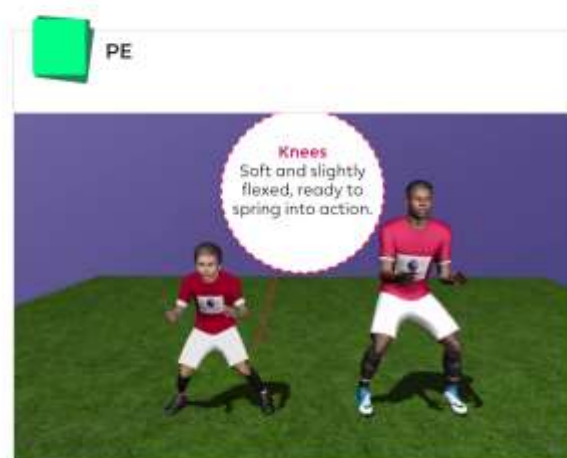 PE
Knees
Soft and slightly
flexed, ready to
spring into action.